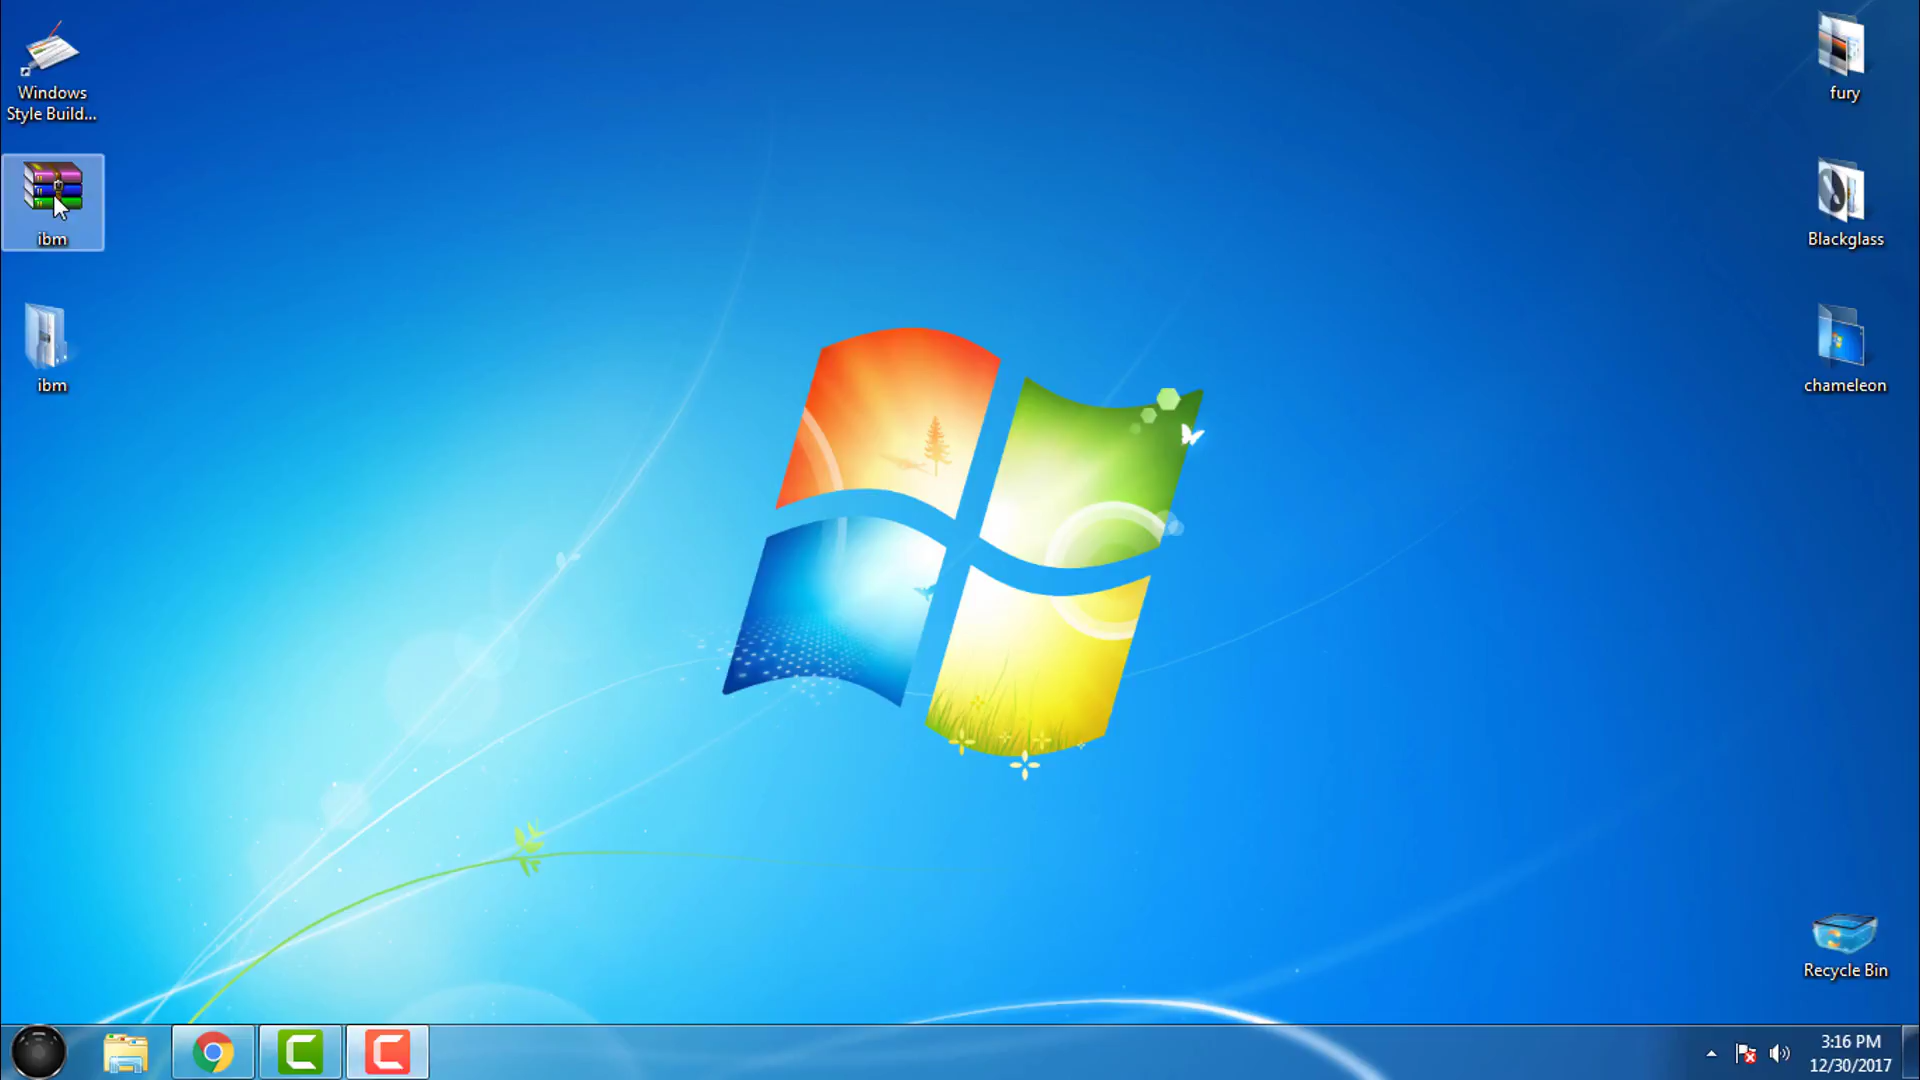 Windows
Style Build...
ibm
ibm
fury
Blackglass
chameleon
Recycle Bin
3:16 PM
12/30/2017